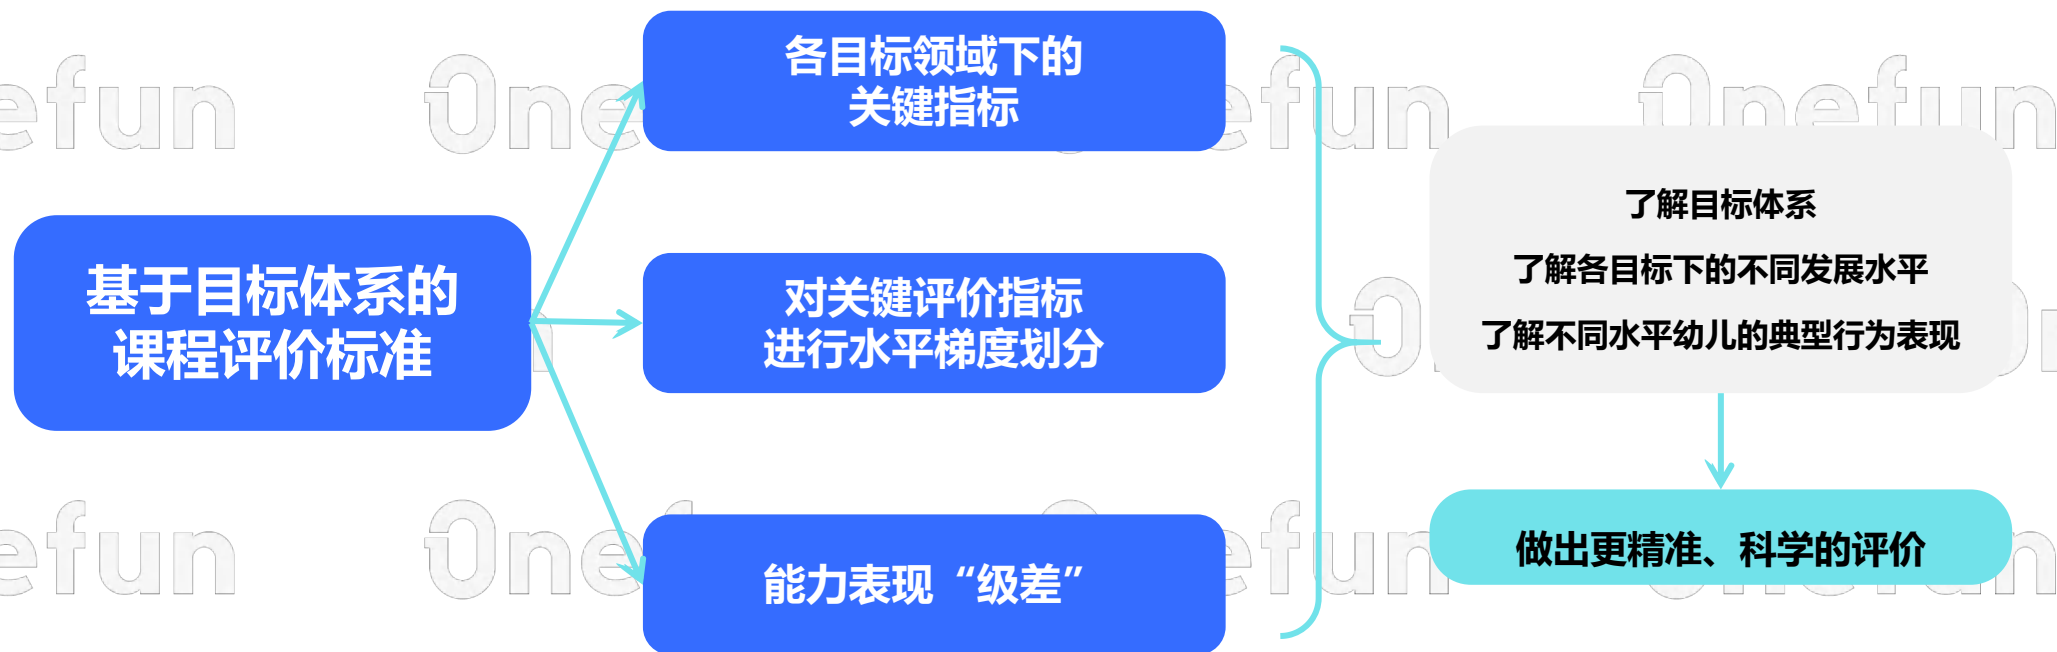 基于目标体系的
课程评价标准
各目标领域下的
关键指标
对关键评价指标
进行水平梯度划分
能力表现“级差”
了解目标体系
了解各目标下的不同发展水平
了解不同水平幼儿的典型行为表现
做出更精准、科学的评价
efun
Onefun
Onefun
efun
Onefun